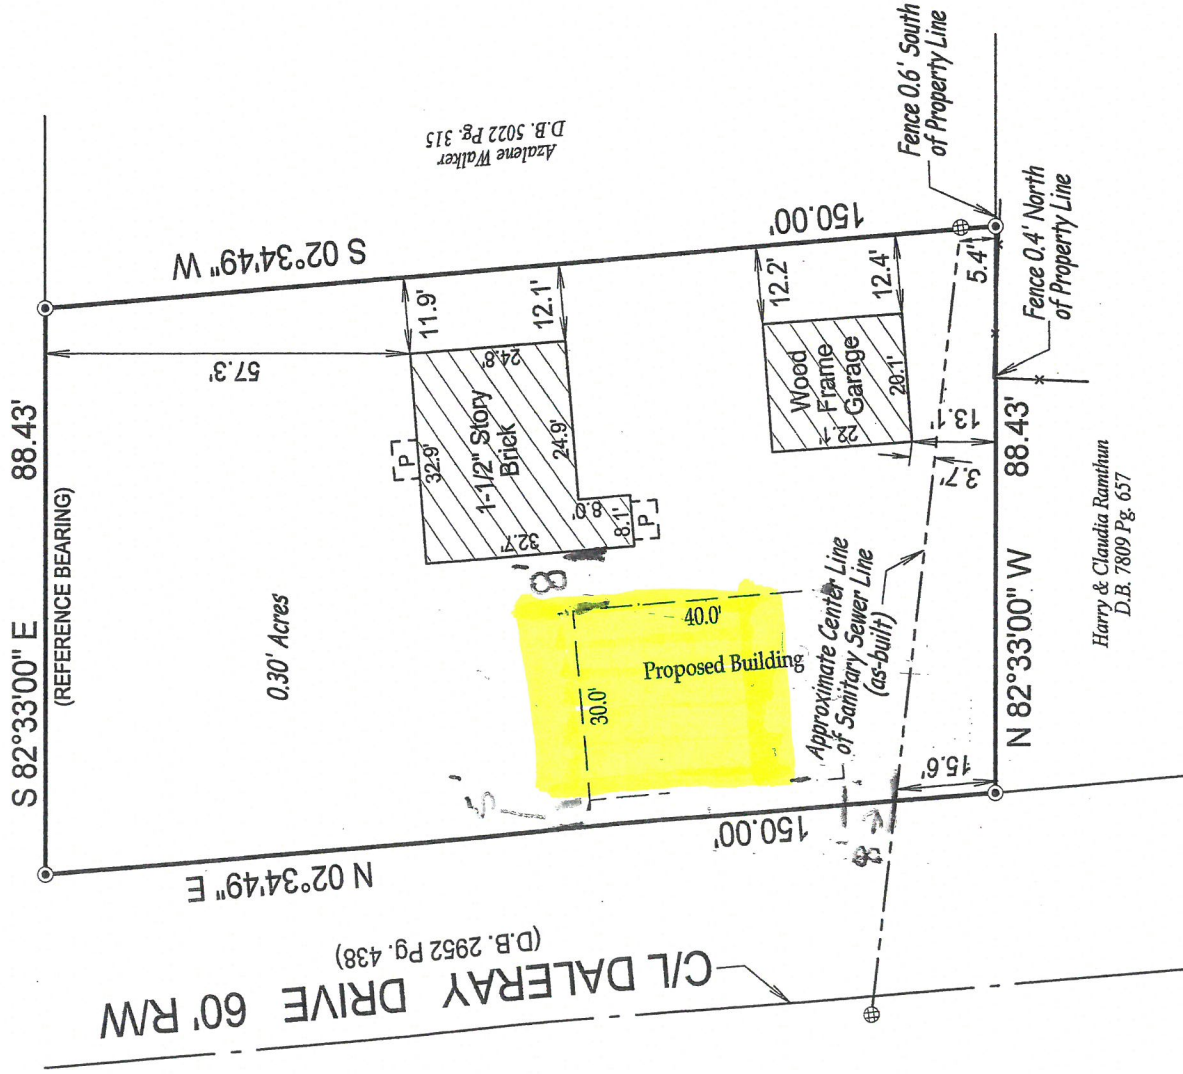 S 82°33'00" E 88.43'
(REFERENCE BEARING)
S 02°34'49" W
150.00'
Azalene Walker
D.B. 5022 Pg. 315
57.3'
11.9'
12.1'
12.2'
12.4'
0.30' Acres
P
32.9'
24.8'
1-1/2" Story
Brick
24.9'
32.7'
8.0'
8.1'
P
Wood
Frame
Garage
22.1'
20.1'
8'
40.0'
Proposed Building
30.0'
5'
Approximate Center Line
of Sanitary Sewer Line
(as-built)
3.7'
13.1'
5.4'
15.6'
8'
Fence 0.6' South
of Property Line
Fence 0.4' North
of Property Line
N 82°33'00" W 88.43'
Harry & Claudia Ramthun
D.B. 7809 Pg. 657
N 02°34'49" E
150.00'
C/L DALERAY DRIVE 60' R/W
(D.B. 2952 Pg. 438)